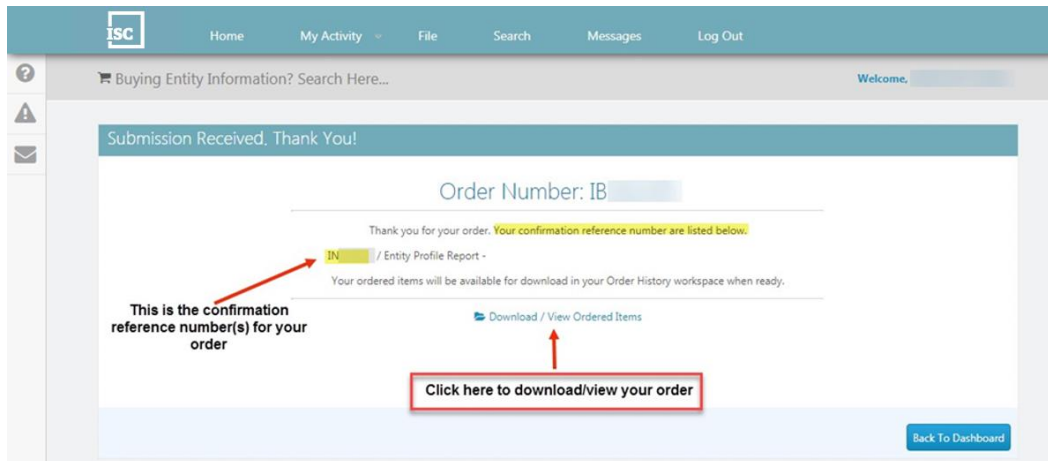 ISC
Home My Activity File Search Messages Log Out
Buying Entity Information? Search Here...
Welcome,
Submission Received, Thank You!
Order Number: IB
Thank you for your order. Your confirmation reference number are listed below.
IN / Entity Profile Report -
Your ordered items will be available for download in your Order History workspace when ready.
This is the confirmation
reference number(s) for your
order
Download / View Ordered Items
Click here to download/view your order
Back To Dashboard